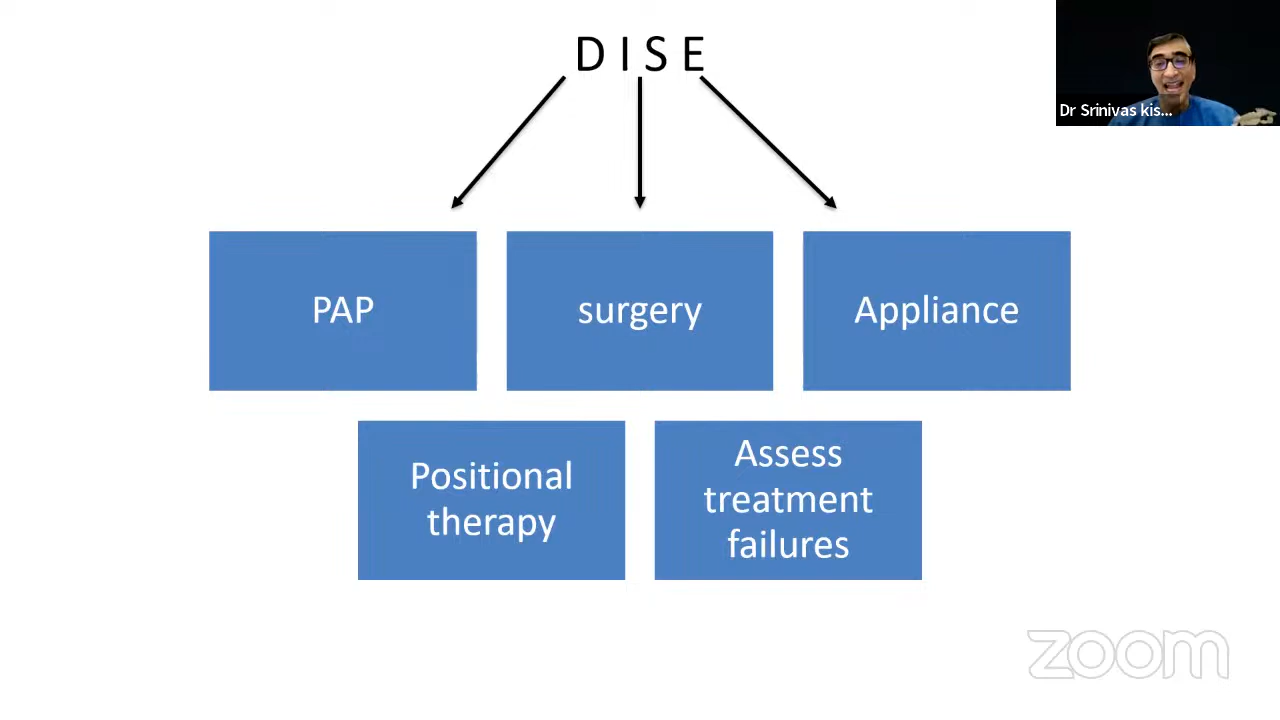 D I S E
Dr Srinivas kis...
PAP
surgery
Appliance
Positional
therapy
Assess
treatment
failures
zoom